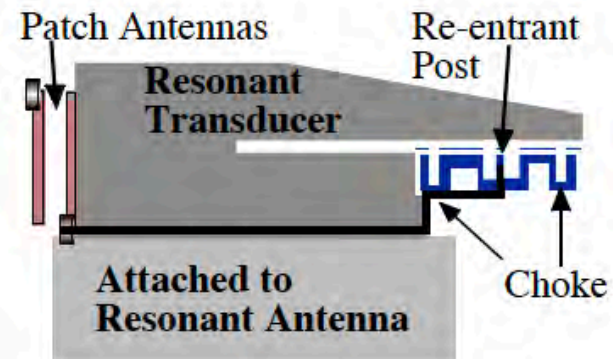 Patch Antennas
Re-entrant
Post
Resonant
Transducer
Choke
Attached to
Resonant Antenna